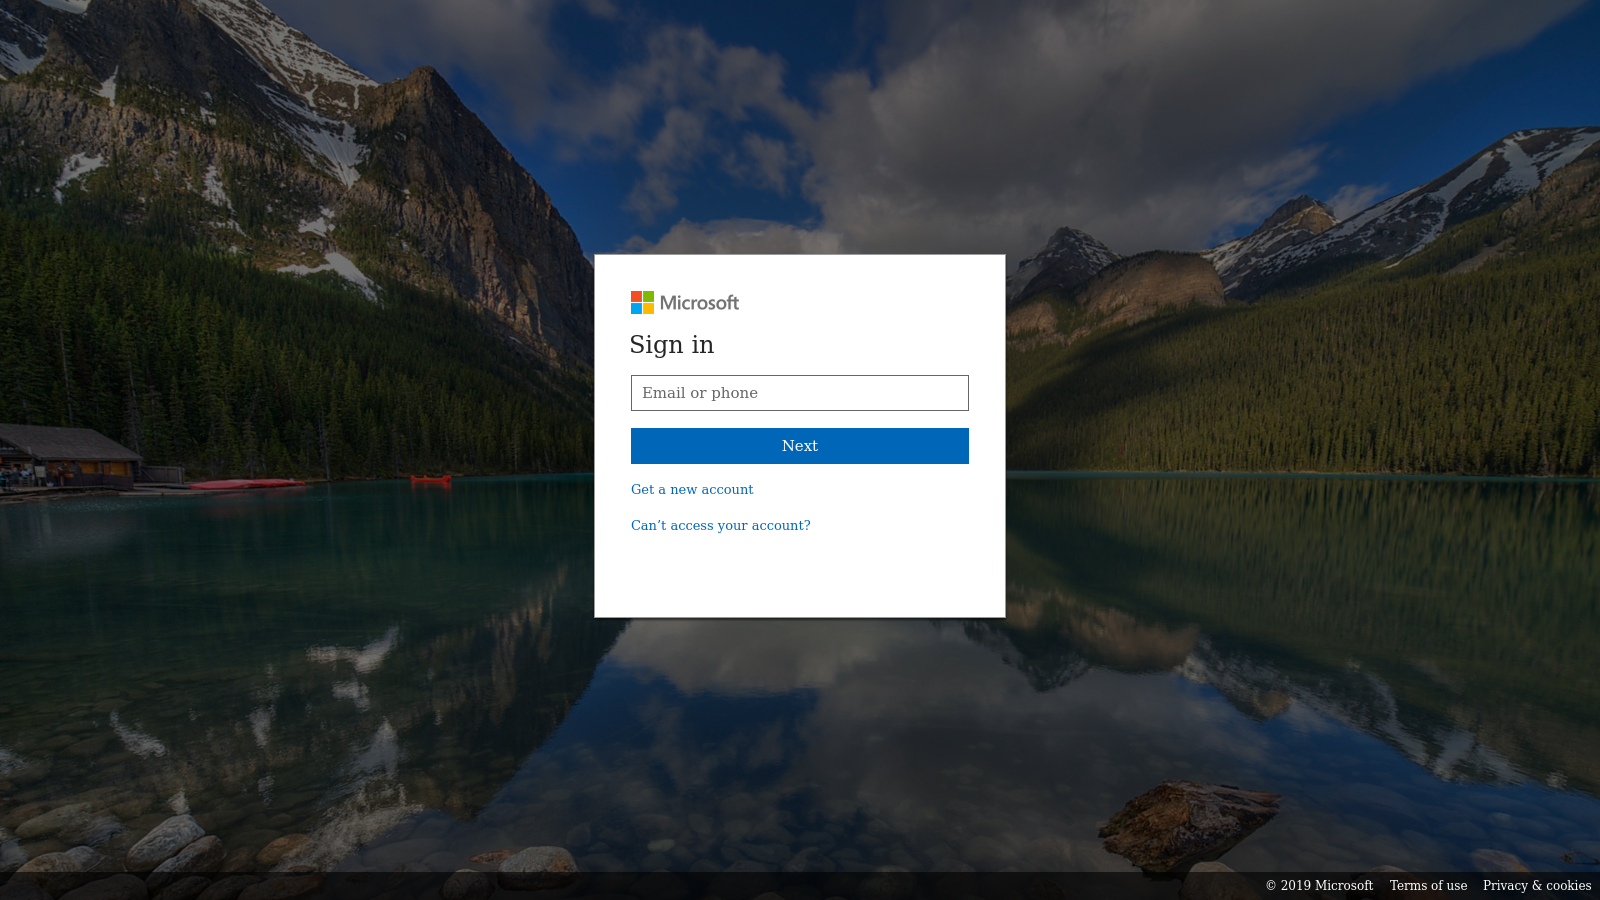 Microsoft
Sign in
Email or phone
Next
Get a new account
Can’t access your account?
© 2019 Microsoft Terms of use Privacy & cookies